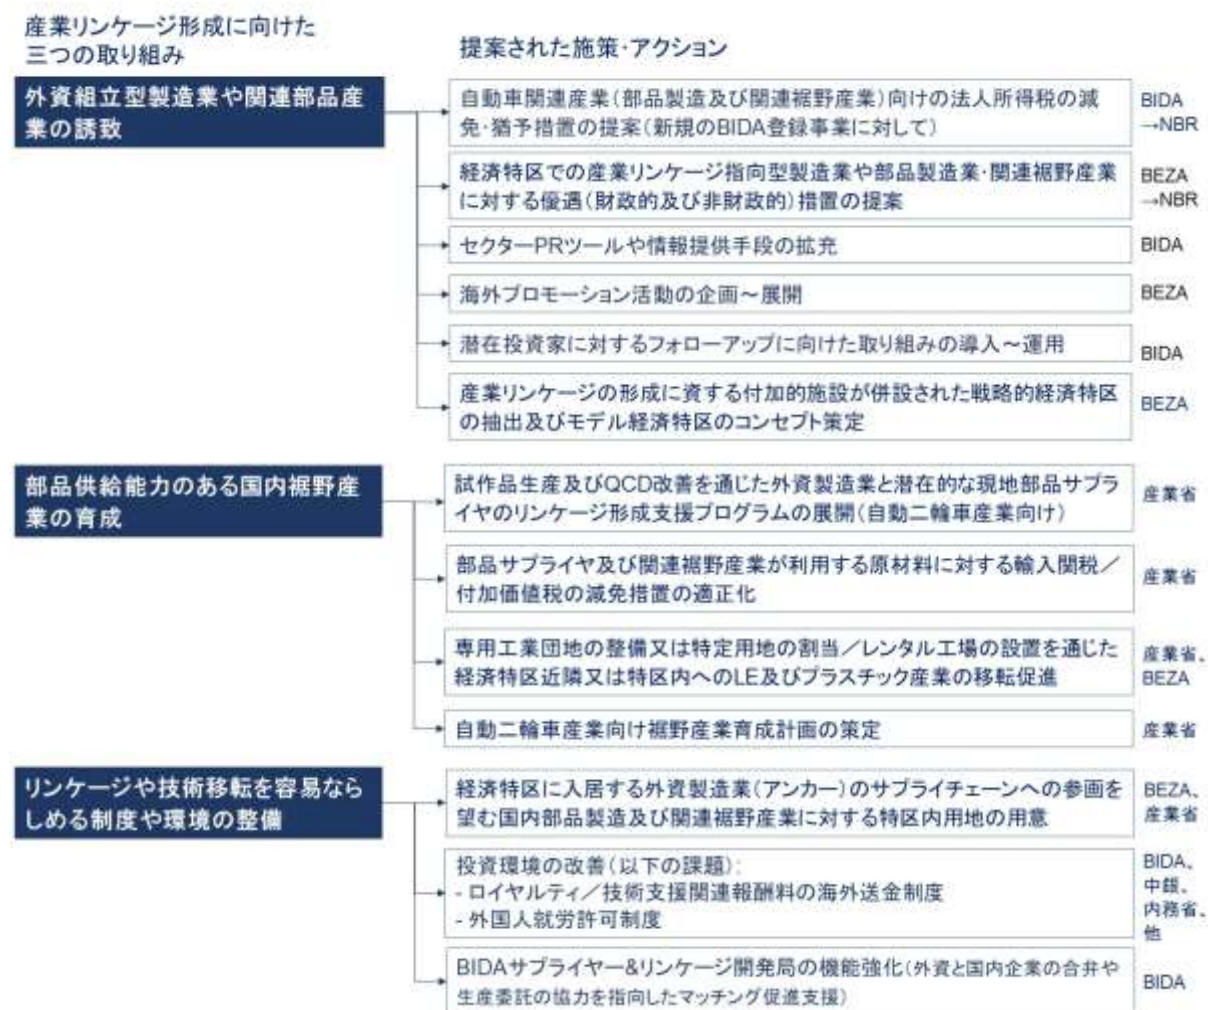 産業リンケージ形成に向けた
三つの取り組み
提案された施策・アクション
外資組立型製造業や関連部品産
業の誘致
自動車関連産業（部品製造及び関連裾野産業）向けの法人所得税の減
免・猶予措置の提案（新規のBIDA登録事業に対して）
BIDA
→NBR
経済特区での産業リンケージ指向型製造業や部品製造業・関連裾野産業
に対する優遇（財政的及び非財政的）措置の提案
BEZA
→NBR
セクターPRツールや情報提供手段の拡充
BIDA
海外プロモーション活動の企画～展開
BEZA
潜在投資家に対するフォローアップに向けた取り組みの導入～運用
BIDA
産業リンケージの形成に資する付加的施設が併設された戦略的経済特区
の抽出及びモデル経済特区のコンセプト策定
BEZA
部品供給能力のある国内裾野産
業の育成
試作品生産及びQCD改善を通じた外資製造業と潜在的な現地部品サプラ
イヤのリンケージ形成支援プログラムの展開（自動二輪車産業向け）
産業省
部品サプライヤ及び関連裾野産業が利用する原材料に対する輸入関税／
付加価値税の減免措置の適正化
産業省
専用工業団地の整備又は特定用地の割当／レンタル工場の設置を通じた
経済特区近隣又は特区内へのLE及びプラスチック産業の移転促進
産業省、
BEZA
自動二輪車産業向け裾野産業育成計画の策定
産業省
リンケージや技術移転を容易なら
しめる制度や環境の整備
経済特区に入居する外資製造業（アンカー）のサプライチェーンへの参画を
望む国内部品製造及び関連裾野産業に対する特区内用地の用意
BEZA、
産業省
投資環境の改善（以下の課題）：
- ロイヤルティ／技術支援関連報酬料の海外送金制度
- 外国人就労許可制度
BIDA、
中銀、
内務省、
他
BIDAサプライヤー&リンケージ開発局の機能強化（外資と国内企業の合弁や
生産委託の協力を指向したマッチング促進支援）
BIDA